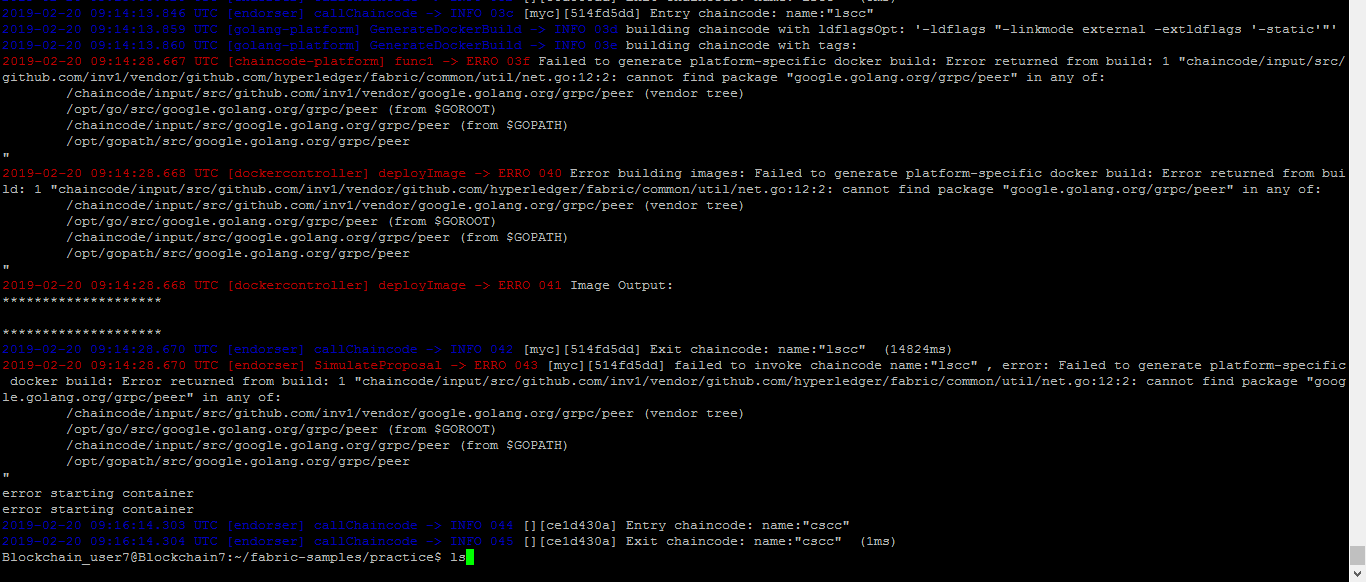 2019-02-20 09:14:13.846 UTC [endorser] callChaincode -> INFO 03c [myc][514fd5dd] Entry chaincode: name:"lscc"
2019-02-20 09:14:13.859 UTC [golang-platform] GenerateDockerBuild -> INFO 03d building chaincode with ldflagsOpt: '-ldflags "-linkmode external -extldflags '-static'"'
2019-02-20 09:14:13.860 UTC [golang-platform] GenerateDockerBuild -> INFO 03e building chaincode with tags:
2019-02-20 09:14:28.667 UTC [chaincode-platform] func1 -> ERRO 03f Failed to generate platform-specific docker build: Error returned from build: 1 "chaincode/input/src/
github.com/inv1/vendor/github.com/hyperledger/fabric/common/util/net.go:12:2: cannot find package "google.golang.org/grpc/peer" in any of:
/chaincode/input/src/github.com/inv1/vendor/google.golang.org/grpc/peer (vendor tree)
/opt/go/src/google.golang.org/grpc/peer (from $GOROOT)
/chaincode/input/src/google.golang.org/grpc/peer (from $GOPATH)
/opt/gopath/src/google.golang.org/grpc/peer
"
2019-02-20 09:14:28.668 UTC [dockercontroller] deployImage -> ERRO 040 Error building images: Failed to generate platform-specific docker build: Error returned from bui
ld: 1 "chaincode/input/src/github.com/inv1/vendor/github.com/hyperledger/fabric/common/util/net.go:12:2: cannot find package "google.golang.org/grpc/peer" in any of:
/chaincode/input/src/github.com/inv1/vendor/google.golang.org/grpc/peer (vendor tree)
/opt/go/src/google.golang.org/grpc/peer (from $GOROOT)
/chaincode/input/src/google.golang.org/grpc/peer (from $GOPATH)
/opt/gopath/src/google.golang.org/grpc/peer
"
2019-02-20 09:14:28.668 UTC [dockercontroller] deployImage -> ERRO 041 Image Output:
********************
********************
2019-02-20 09:14:28.670 UTC [endorser] callChaincode -> INFO 042 [myc][514fd5dd] Exit chaincode: name:"lscc"  (14824ms)
2019-02-20 09:14:28.670 UTC [endorser] SimulateProposal -> ERRO 043 [myc][514fd5dd] failed to invoke chaincode name:"lscc" , error: Failed to generate platform-specific
docker build: Error returned from build: 1 "chaincode/input/src/github.com/inv1/vendor/github.com/hyperledger/fabric/common/util/net.go:12:2: cannot find package "goog
le.golang.org/grpc/peer" in any of:
/chaincode/input/src/github.com/inv1/vendor/google.golang.org/grpc/peer (vendor tree)
/opt/go/src/google.golang.org/grpc/peer (from $GOROOT)
/chaincode/input/src/google.golang.org/grpc/peer (from $GOPATH)
/opt/gopath/src/google.golang.org/grpc/peer
"
error starting container
error starting container
2019-02-20 09:16:14.303 UTC [endorser] callChaincode -> INFO 044 [][ce1d430a] Entry chaincode: name:"cscc"
2019-02-20 09:16:14.304 UTC [endorser] callChaincode -> INFO 045 [][ce1d430a] Exit chaincode: name:"cscc"  (1ms)
Blockchain_user7@Blockchain7:~/fabric-samples/practice$ ls